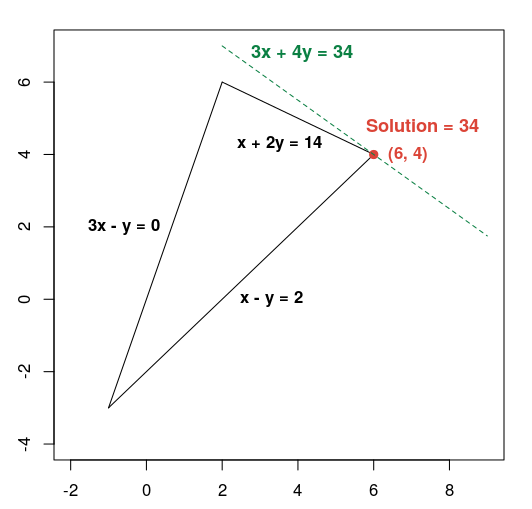 3x + 4y = 34
Solution = 34
x + 2y = 14
(6, 4)
3x - y = 0
x - y = 2
6
4
2
0
-2
-4
-2
0
2
4
6
8